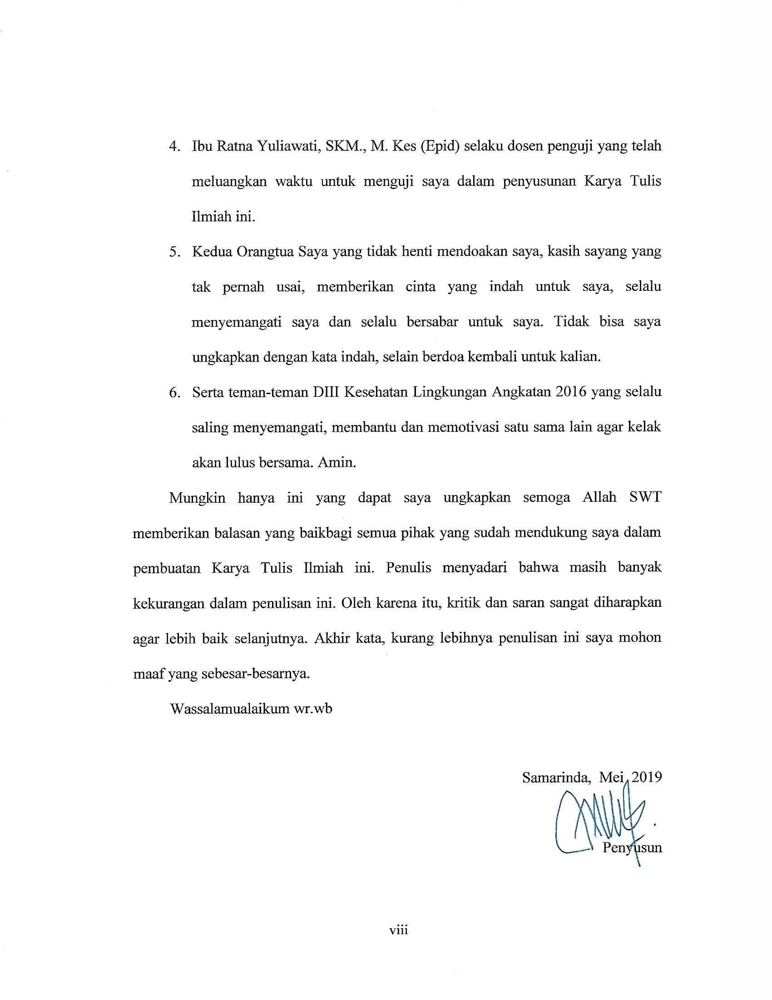 4. Ibu Ratna Yuliawati, SKM., M. Kes (Epid) selaku dosen penguji yang telah
meluangkan waktu untuk menguji saya dalam penyusunan Karya Tulis
Ilmiah ini.
5. Kedua Orangtua Saya yang tidak henti mendoakan saya, kasih sayang yang
tak pernah usai, memberikan cinta yang indah untuk saya, selalu
menyemangati saya dan selalu bersabar untuk saya. Tidak bisa saya
ungkapkan dengan kata indah, selain berdoa kembali untuk kalian.
6. Serta teman-teman DIII Kesehatan Lingkungan Angkatan 2016 yang selalu
saling menyemangati, membantu dan memotivasi satu sama lain agar kelak
akan lulus bersama. Amin.
Mungkin hanya ini yang dapat saya ungkapkan semoga Allah SWT
memberikan balasan yang baikbagi semua pihak yang sudah mendukung saya dalam
pembuatan Karya Tulis Ilmiah ini. Penulis menyadari bahwa masih banyak
kekurangan dalam penulisan ini. Oleh karena itu, kritik dan saran sangat diharapkan
agar lebih baik selanjutnya. Akhir kata, kurang lebihnya penulisan ini saya mohon
maaf yang sebesar-besarnya.
Wassalamualaikum wr.wb
Samarinda, Mei 2019
Penyusun
viii